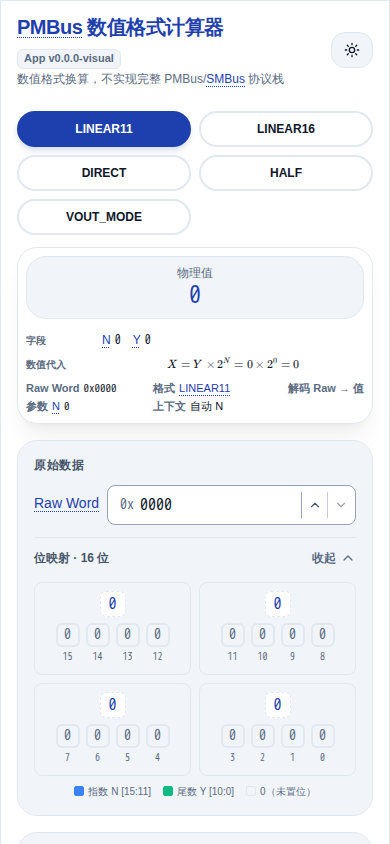 PMBus 数值格式计算器
App v0.0.0-visual
数值格式换算，不实现完整 PMBus/SMBus 协议栈
LINEAR11 LINEAR16
DIRECT HALF
VOUT_MODE
物理值
0
字段 N 0 Y 0
数值代入 X = Y × 2^N = 0 × 2^0 = 0
Raw Word 0x0000 格式 LINEAR11 解码 Raw → 值
参数 N 0 上下文 自动 N
原始数据
Raw Word 0x 0000
位映射 · 16 位 收起
0 0
0 0 0 0 0 0 0 0
15 14 13 12 11 10 9 8
0 0
0 0 0 0 0 0 0 0
7 6 5 4 3 2 1 0
指数 N [15:11] 尾数 Y [10:0] 0（未置位）